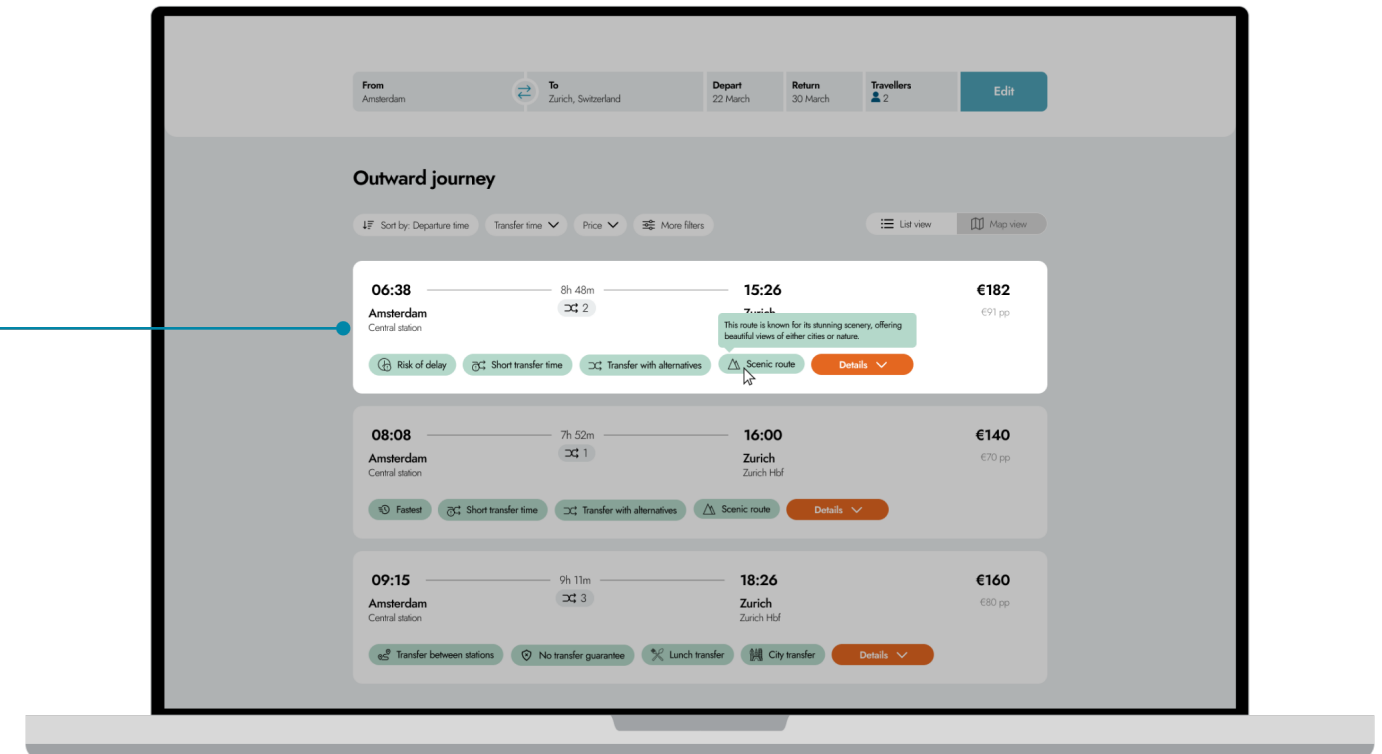 From
Amsterdam
To
Zurich, Switzerland
Depart
22 March
Return
30 March
Travellers
2
Edit
Outward journey
Sort by: Departure time
Transfer time
Price
More filters
List view
Map view
06:38
8h 48m
15:26
€182
2
Amsterdam
Zurich
€91 pp
Central station
This route is known for its stunning scenery, offering
beautiful views of either cities or nature.
Risk of delay
Short transfer time
Transfer with alternatives
Scenic route
Details
08:08
7h 52m
16:00
€140
1
Amsterdam
Zurich
€70 pp
Central station
Zurich Hbf
Fastest
Short transfer time
Transfer with alternatives
Scenic route
Details
09:15
9h 11m
18:26
€160
3
Amsterdam
Zurich
€80 pp
Central station
Zurich Hbf
Transfer between stations
No transfer guarantee
Lunch transfer
City transfer
Details